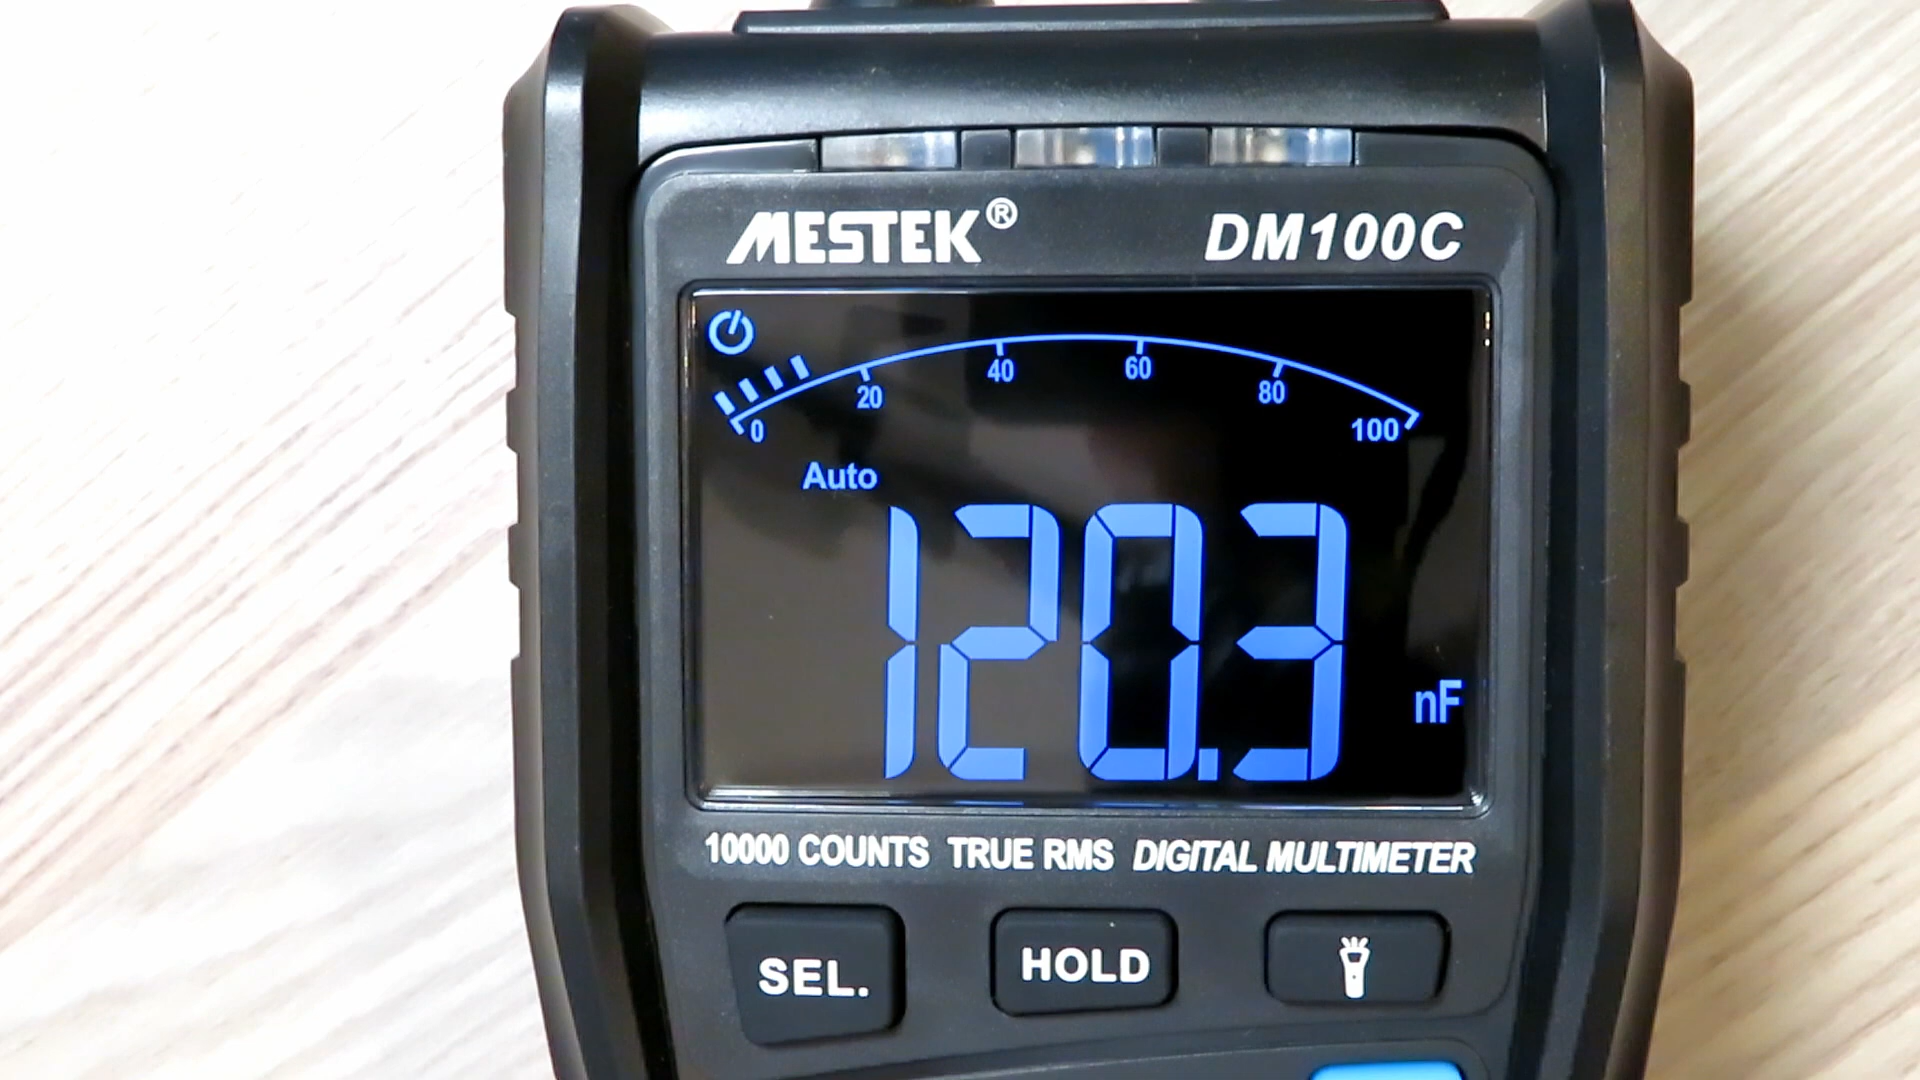 MESTEK® DM100C
0 20 40 60 80 100
Auto
120.3 nF
10000 COUNTS TRUE RMS DIGITAL MULTIMETER
SEL. HOLD